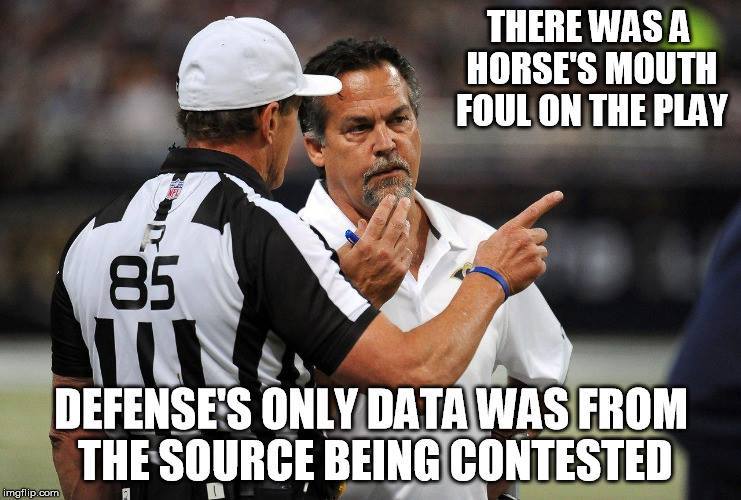 THERE WAS A
HORSE'S MOUTH
FOUL ON THE PLAY
NFL
R
85
DEFENSE'S ONLY DATA WAS FROM
THE SOURCE BEING CONTESTED
imgflip.com